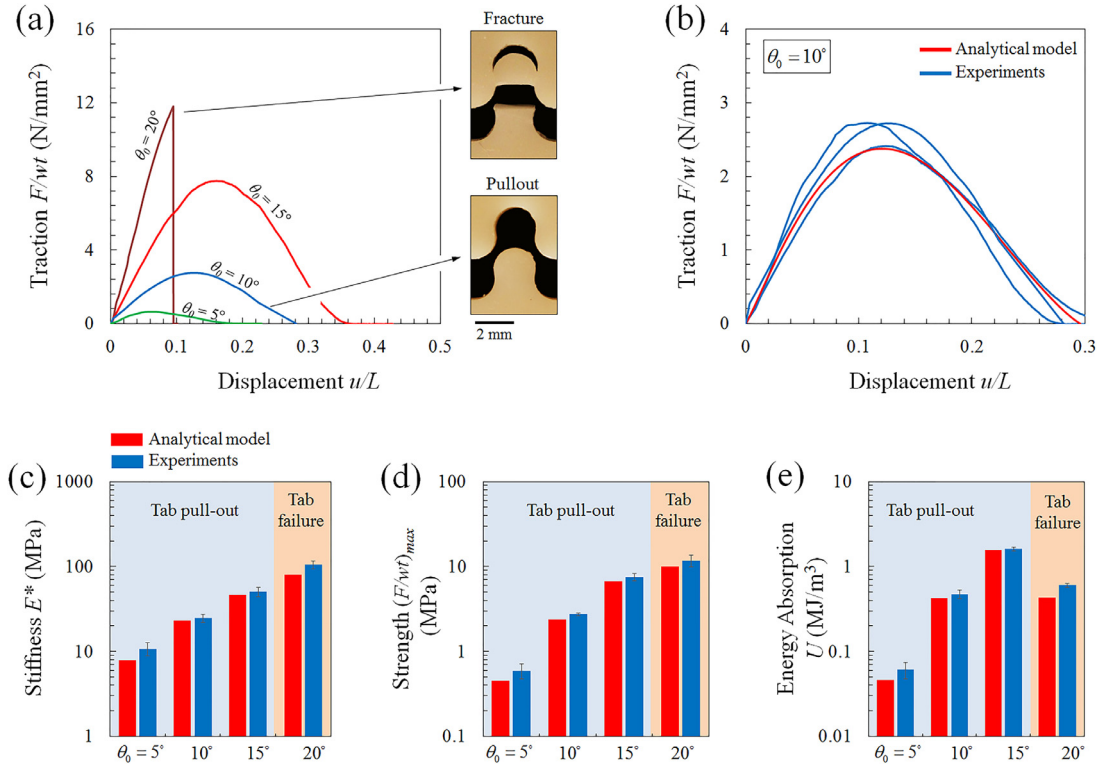 (a)
16
12
8
4
0
Traction F/wt (N/mm²)
0
0.1
0.2
0.3
0.4
0.5
Displacement u/L
θ₀ = 20°
θ₀ = 15°
θ₀ = 10°
θ₀ = 5°
Fracture
Pullout
2 mm
(b)
4
3
2
1
0
Traction F/wt (N/mm²)
0
0.1
0.2
0.3
Displacement u/L
θ₀ = 10°
Analytical model
Experiments
Analytical model
Experiments
(c)
1000
100
10
1
Stiffness E* (MPa)
Tab pull-out
Tab
failure
θ₀ = 5° 10° 15° 20°
(d)
100
10
1
0.1
Strength (F/wt)max
(MPa)
Tab pull-out
Tab
failure
θ₀ = 5° 10° 15° 20°
(e)
10
1
0.1
0.01
Energy Absorption
U (MJ/m³)
Tab pull-out
Tab
failure
θ₀ = 5° 10° 15° 20°